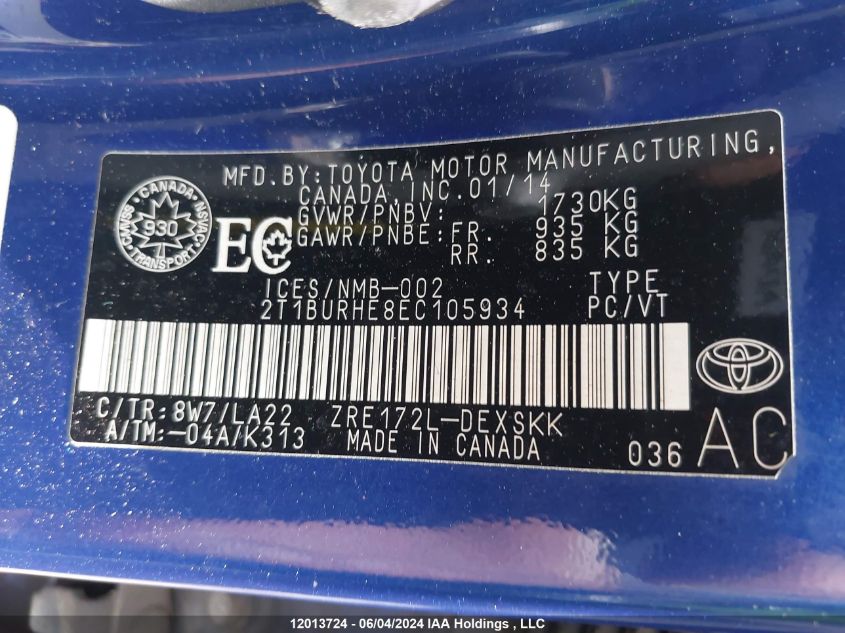 MFD. BY: TOYOTA MOTOR MANUFACTURING,
CANADA, INC. 01/14
GVWR/PNBV: 1730KG
GAWR/PNBE: FR. 935 KG
RR. 835 KG
CANADA
930
TRANSPORT
EC
ICES/NMB-002 TYPE
2T1BURHE8EC105934 PC/VT
C/TR: 8W7/LA22 ZRE172L-DEXSKK
A/TM:-04A/K313 MADE IN CANADA
036 AC
12013724 - 06/04/2024 IAA Holdings , LLC